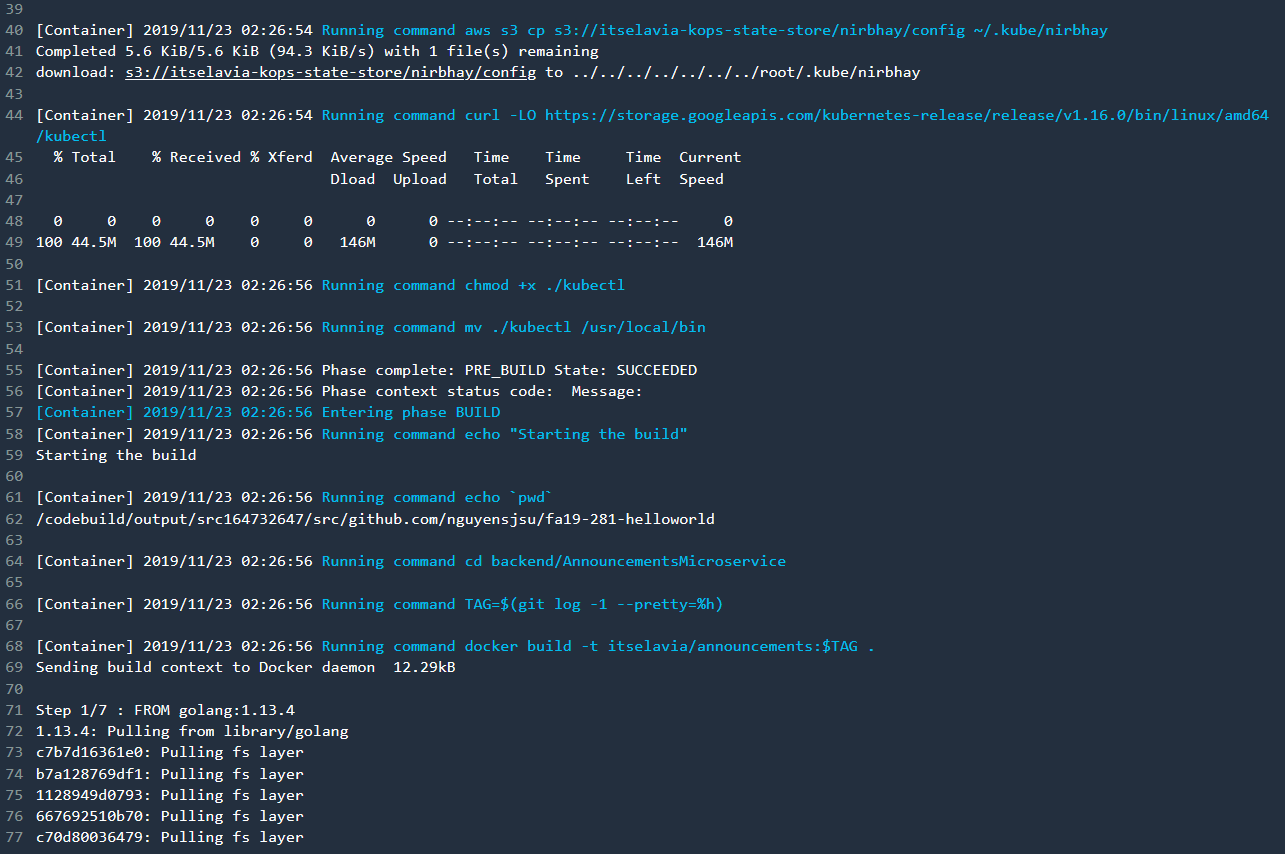 39
40 [Container] 2019/11/23 02:26:54 Running command aws s3 cp s3://itselavia-kops-state-store/nirbhay/config ~/.kube/nirbhay
41 Completed 5.6 KiB/5.6 KiB (94.3 KiB/s) with 1 file(s) remaining
42 download: s3://itselavia-kops-state-store/nirbhay/config to ../../../../../../../root/.kube/nirbhay
43
44 [Container] 2019/11/23 02:26:54 Running command curl -LO https://storage.googleapis.com/kubernetes-release/release/v1.16.0/bin/linux/amd64
/kubectl
45   % Total    % Received % Xferd  Average Speed   Time    Time     Time  Current
46                                  Dload  Upload   Total   Spent    Left  Speed
47
48   0     0    0     0    0     0      0      0 --:--:-- --:--:-- --:--:--     0
49 100 44.5M  100 44.5M    0     0   146M      0 --:--:-- --:--:-- --:--:--  146M
50
51 [Container] 2019/11/23 02:26:56 Running command chmod +x ./kubectl
52
53 [Container] 2019/11/23 02:26:56 Running command mv ./kubectl /usr/local/bin
54
55 [Container] 2019/11/23 02:26:56 Phase complete: PRE_BUILD State: SUCCEEDED
56 [Container] 2019/11/23 02:26:56 Phase context status code:  Message:
57 [Container] 2019/11/23 02:26:56 Entering phase BUILD
58 [Container] 2019/11/23 02:26:56 Running command echo "Starting the build"
59 Starting the build
60
61 [Container] 2019/11/23 02:26:56 Running command echo `pwd`
62 /codebuild/output/src164732647/src/github.com/nguyensjsu/fa19-281-helloworld
63
64 [Container] 2019/11/23 02:26:56 Running command cd backend/AnnouncementsMicroservice
65
66 [Container] 2019/11/23 02:26:56 Running command TAG=$(git log -1 --pretty=%h)
67
68 [Container] 2019/11/23 02:26:56 Running command docker build -t itselavia/announcements:$TAG .
69 Sending build context to Docker daemon  12.29kB
70
71 Step 1/7 : FROM golang:1.13.4
72 1.13.4: Pulling from library/golang
73 c7b7d16361e0: Pulling fs layer
74 b7a128769df1: Pulling fs layer
75 1128949d0793: Pulling fs layer
76 667692510b70: Pulling fs layer
77 c70d80036479: Pulling fs layer